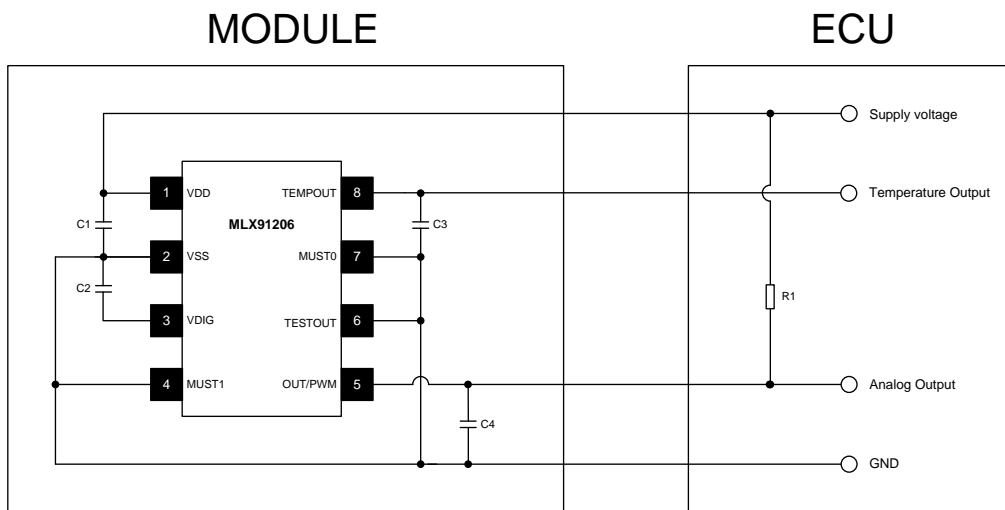 MODULE
ECU
Supply voltage
1 VDD
TEMPOUT 8
Temperature Output
C1
MLX91206
C3
2 VSS
MUST0 7
C2
R1
3 VDIG
TESTOUT 6
4 MUST1
OUT/PWM 5
Analog Output
C4
GND